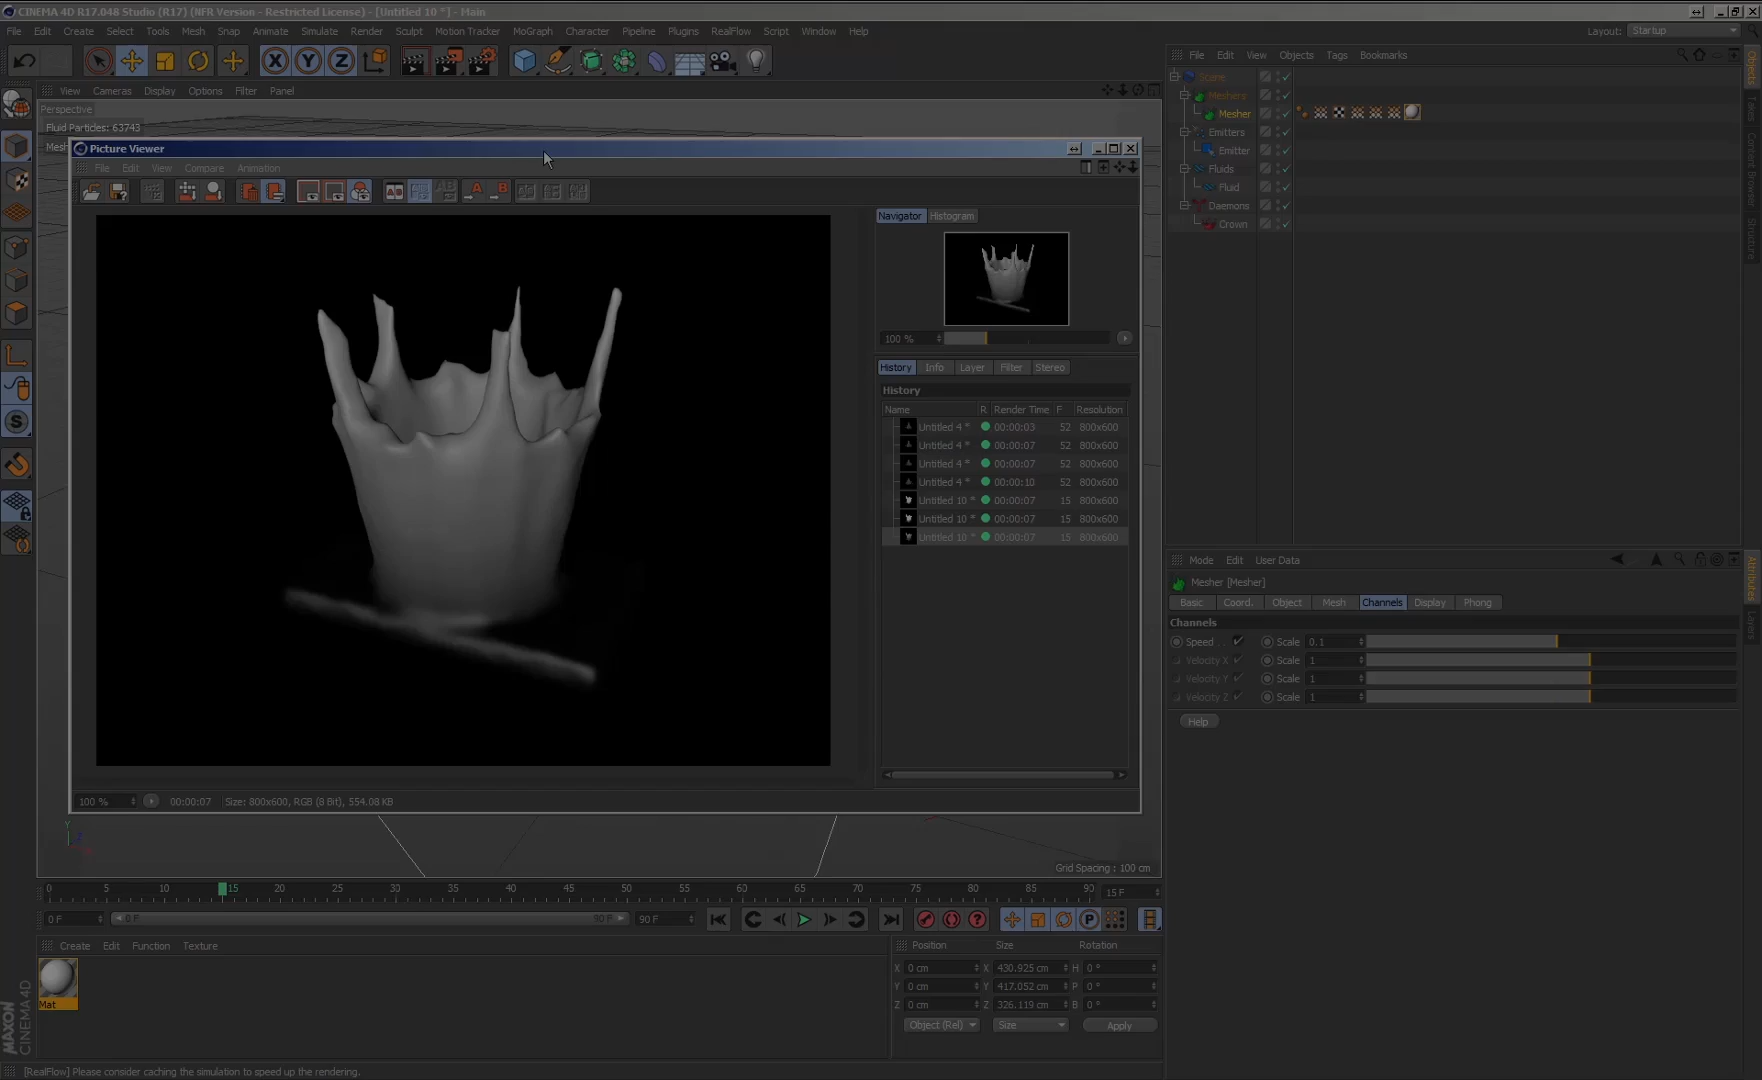 CINEMA 4D R17.048 Studio (R17) (NFR Version - Restricted License) - [Untitled 10 *] - Main
File Edit Create Select Tools Mesh Snap Animate Simulate Render Sculpt Motion Tracker MoGraph Character Pipeline Plugins RealFlow Script Window Help
Layout: Startup
X Y Z
View Cameras Display Options Filter Panel
Perspective
Fluid Particles: 63743
Mesh
Picture Viewer
File Edit View Compare Animation
A B
Navigator Histogram
100 %
History Info Layer Filter Stereo
History
Name R Render Time F Resolution
Untitled 4 * 00:00:03 52 800x600
Untitled 4 * 00:00:07 52 800x600
Untitled 4 * 00:00:07 52 800x600
Untitled 4 * 00:00:10 52 800x600
Untitled 10 * 00:00:07 15 800x600
Untitled 10 * 00:00:07 15 800x600
Untitled 10 * 00:00:07 15 800x600
100 % 00:00:07 Size: 800x600, RGB (8 Bit), 554.08 KB
Y Z
Grid Spacing : 100 cm
0 5 10 15 20 25 30 35 40 45 50 55 60 65 70 75 80 85 90 15 F
0 F 0 F 90 F 90 F
Create Edit Function Texture
Mat
MAXON CINEMA 4D
Position Size Rotation
X 0 cm X 430.925 cm H 0 °
Y 0 cm Y 417.052 cm P 0 °
Z 0 cm Z 326.119 cm B 0 °
Object (Rel) Size Apply
[RealFlow] Please consider caching the simulation to speed up the rendering.
File Edit View Objects Tags Bookmarks
Scene
Meshers
Mesher
Emitters
Emitter
Fluids
Fluid
Daemons
Crown
Objects Takes Content Browser Structure
Mode Edit User Data
Mesher [Mesher]
Basic Coord. Object Mesh Channels Display Phong
Channels
Speed . . Scale 0.1
Velocity X Scale 1
Velocity Y Scale 1
Velocity Z Scale 1
Help
Attributes Layers